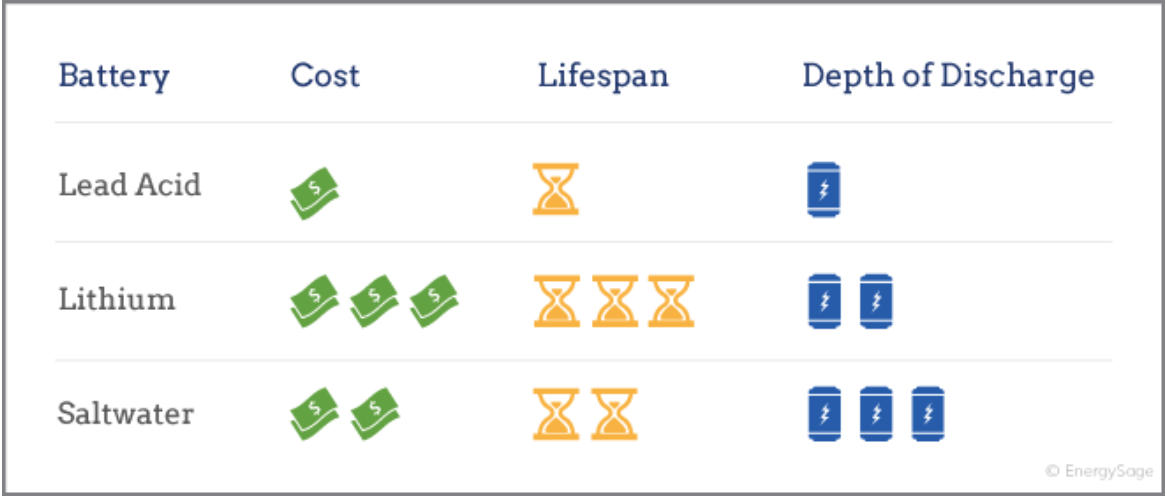 Battery Cost Lifespan Depth of Discharge
Lead Acid
Lithium
Saltwater
© EnergySage